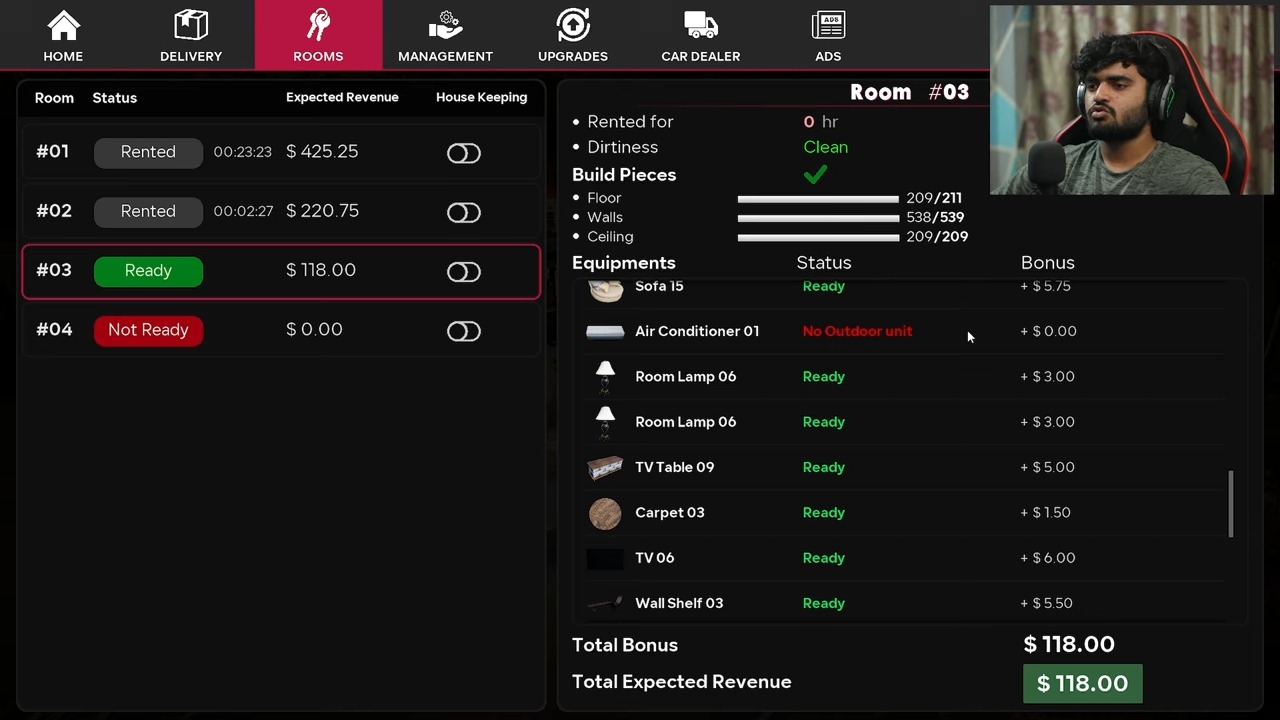 HOME
DELIVERY
ROOMS
MANAGEMENT
UPGRADES
CAR DEALER
ADS
ADS
Room Status Expected Revenue House Keeping
#01 Rented 00:23:23 $ 425.25
#02 Rented 00:02:27 $ 220.75
#03 Ready $ 118.00
#04 Not Ready $ 0.00
Room #03
• Rented for 0 hr
• Dirtiness Clean
Build Pieces
• Floor 209/211
• Walls 538/539
• Ceiling 209/209
Equipments Status Bonus
Sofa 15 Ready + $ 5.75
Air Conditioner 01 No Outdoor unit + $ 0.00
Room Lamp 06 Ready + $ 3.00
Room Lamp 06 Ready + $ 3.00
TV Table 09 Ready + $ 5.00
Carpet 03 Ready + $ 1.50
TV 06 Ready + $ 6.00
Wall Shelf 03 Ready + $ 5.50
Total Bonus $ 118.00
Total Expected Revenue $ 118.00